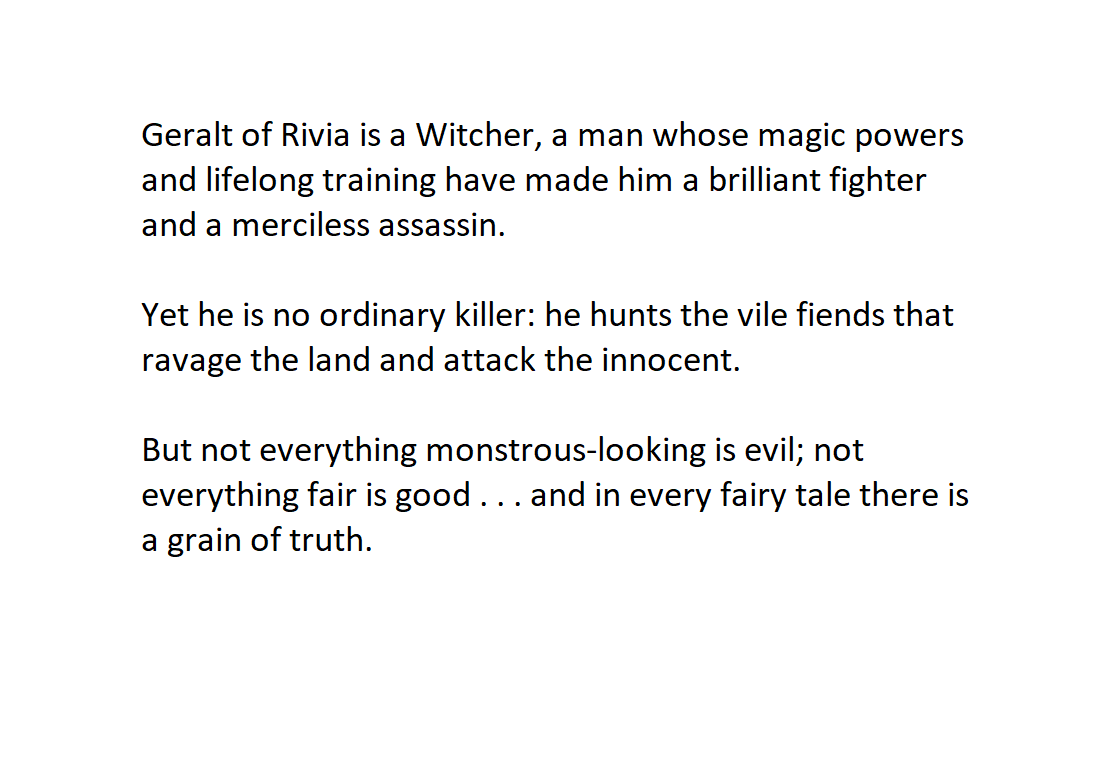 Geralt of Rivia is a Witcher, a man whose magic powers
and lifelong training have made him a brilliant fighter
and a merciless assassin.
Yet he is no ordinary killer: he hunts the vile fiends that
ravage the land and attack the innocent.
But not everything monstrous-looking is evil; not
everything fair is good . . . and in every fairy tale there is
a grain of truth.